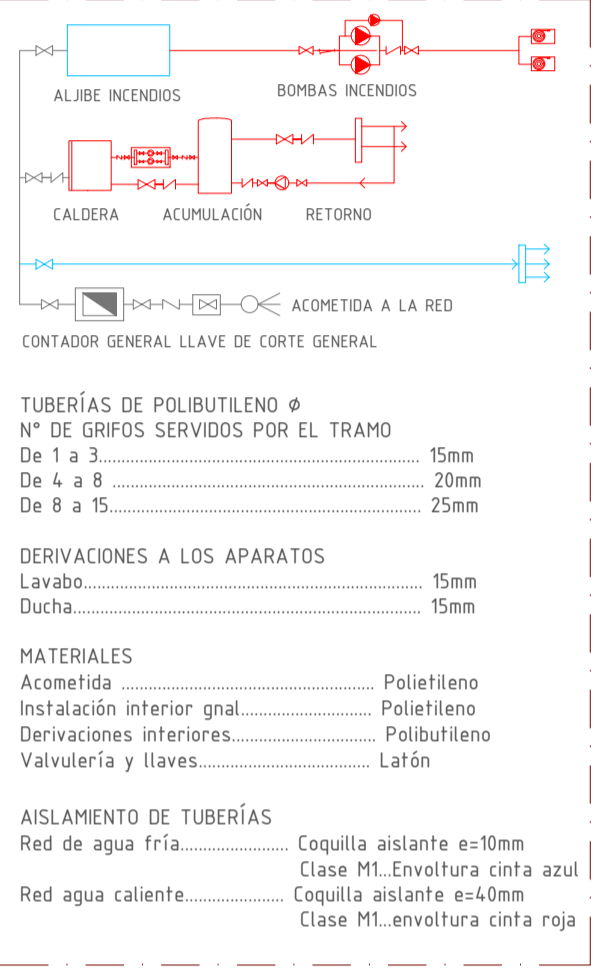 ALJIBE INCENDIOS
BOMBAS INCENDIOS
CALDERA ACUMULACIÓN RETORNO
ACOMETIDA A LA RED
CONTADOR GENERAL LLAVE DE CORTE GENERAL
TUBERÍAS DE POLIBUTILENO Ø
Nº DE GRIFOS SERVIDOS POR EL TRAMO
De 1 a 3....................................................................... 15mm
De 4 a 8 ..................................................................... 20mm
De 8 a 15..................................................................... 25mm
DERIVACIONES A LOS APARATOS
Lavabo........................................................................... 15mm
Ducha............................................................................. 15mm
MATERIALES
Acometida ........................................................ Polietileno
Instalación interior gnal............................. Polietileno
Derivaciones interiores................................ Polibutileno
Valvulería y llaves...................................... Latón
AISLAMIENTO DE TUBERÍAS
Red de agua fría........................ Coquilla aislante e=10mm
Clase M1...Envoltura cinta azul
Red agua caliente...................... Coquilla aislante e=40mm
Clase M1...envoltura cinta roja